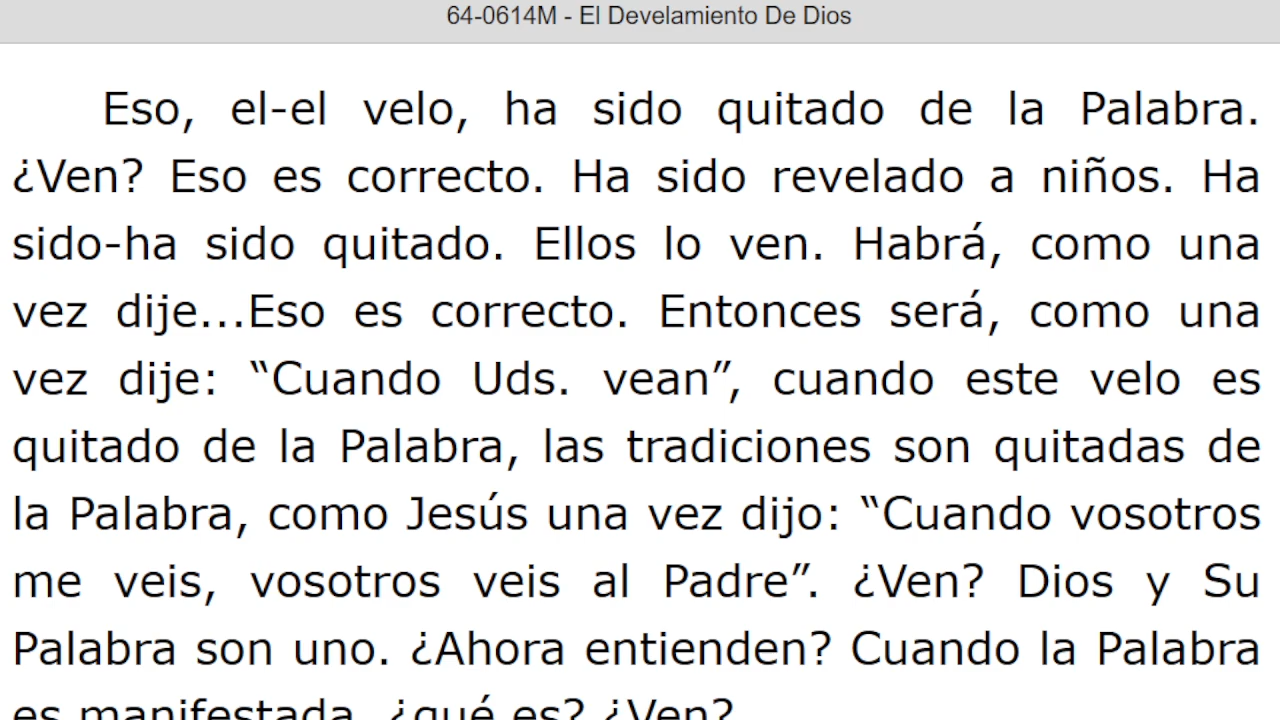 64-0614M - El Develamiento De Dios
Eso, el-el velo, ha sido quitado de la Palabra.
¿Ven? Eso es correcto. Ha sido revelado a niños. Ha
sido-ha sido quitado. Ellos lo ven. Habrá, como una
vez dije...Eso es correcto. Entonces será, como una
vez dije: “Cuando Uds. vean”, cuando este velo es
quitado de la Palabra, las tradiciones son quitadas de
la Palabra, como Jesús una vez dijo: “Cuando vosotros
me veis, vosotros veis al Padre”. ¿Ven? Dios y Su
Palabra son uno. ¿Ahora entienden? Cuando la Palabra
es manifestada, ¿qué es? ¿Ven?